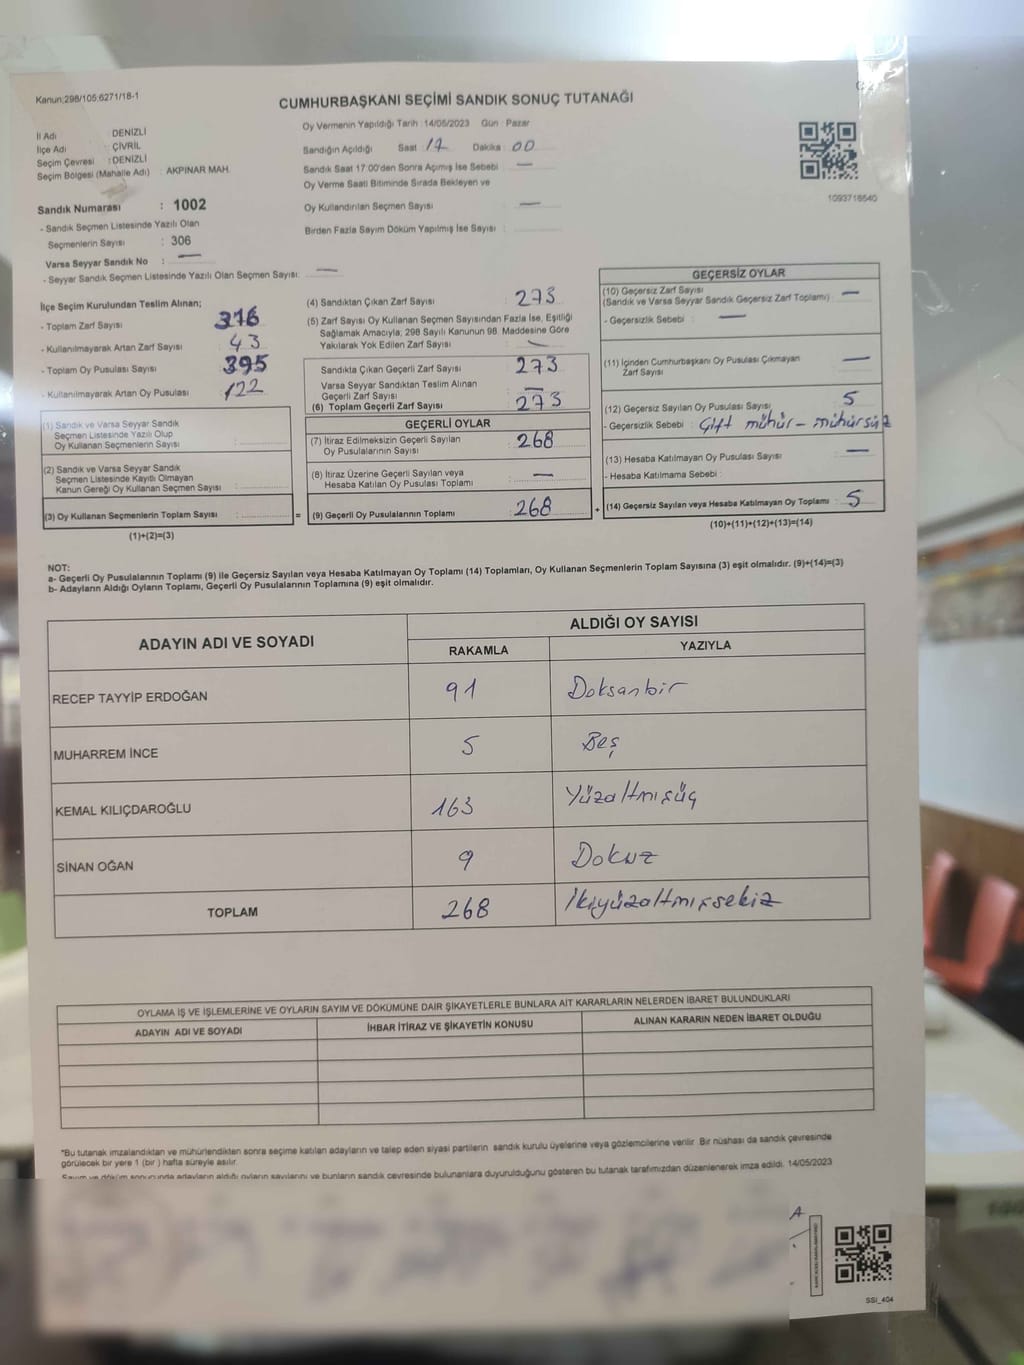 Kanun:298/105;6271/18-1
CUMHURBAŞKANI SEÇİMİ SANDIK SONUÇ TUTANAĞI
İl Adı : DENİZLİ
İlçe Adı : ÇİVRİL
Seçim Çevresi : DENİZLİ
Seçim Bölgesi (Mahalle Adı) : AKPINAR MAH.
Oy Vermenin Yapıldığı Tarih : 14/05/2023 Gün : Pazar
Sandığın Açıldığı Saat : 17 Dakika : 00
Sandık Saat 17:00'den Sonra Açımış İse Sebebi : —
Oy Verme Saati Bitiminde Sırada Bekleyen ve
Oy Kullandırılan Seçmen Sayısı : —
Birden Fazla Sayım Döküm Yapılmış İse Sayısı :
1093718540
Sandık Numarası : 1002
- Sandık Seçmen Listesinde Yazılı Olan
Seçmenlerin Sayısı : 306
Varsa Seyyar Sandık No : —
- Seyyar Sandık Seçmen Listesinde Yazılı Olan Seçmen Sayısı: —
İlçe Seçim Kurulundan Teslim Alınan;
- Toplam Zarf Sayısı : 316
- Kullanılmayarak Artan Zarf Sayısı : 43
- Toplam Oy Pusulası Sayısı : 395
- Kullanılmayarak Artan Oy Pusulası : 122
(1) Sandık ve Varsa Seyyar Sandık
Seçmen Listesinde Yazılı Olup
Oy Kullanan Seçmenlerin Sayısı :
(2) Sandık ve Varsa Seyyar Sandık
Seçmen Listesinde Kayıtlı Olmayan
Kanun Gereği Oy Kullanan Seçmen Sayısı :
(3) Oy Kullanan Seçmenlerin Toplam Sayısı : =
(1)+(2)=(3)
(4) Sandıktan Çıkan Zarf Sayısı : 273
(5) Zarf Sayısı Oy Kullanan Seçmen Sayısından Fazla İse, Eşitliği
Sağlamak Amacıyla; 298 Sayılı Kanunun 98. Maddesine Göre
Yakılarak Yok Edilen Zarf Sayısı : —
Sandıkta Çıkan Geçerli Zarf Sayısı : 273
Varsa Seyyar Sandıktan Teslim Alınan
Geçerli Zarf Sayısı : —
(6) Toplam Geçerli Zarf Sayısı : 273
GEÇERLİ OYLAR
(7) İtiraz Edilmeksizin Geçerli Sayılan
Oy Pusulalarının Sayısı : 268
(8) İtiraz Üzerine Geçerli Sayılan veya
Hesaba Katılan Oy Pusulası Toplamı : —
(9) Geçerli Oy Pusulalarının Toplamı : 268 +
GEÇERSİZ OYLAR
(10) Geçersiz Zarf Sayısı
(Sandık ve Varsa Seyyar Sandık Geçersiz Zarf Toplamı) : —
- Geçersizlik Sebebi : —
(11) İçinden Cumhurbaşkanı Oy Pusulası Çıkmayan
Zarf Sayısı : —
(12) Geçersiz Sayılan Oy Pusulası Sayısı : 5
- Geçersizlik Sebebi : Çift mühür - mühürsüz
(13) Hesaba Katılmayan Oy Pusulası Sayısı : —
- Hesaba Katılmama Sebebi :
(14) Geçersiz Sayılan veya Hesaba Katılmayan Oy Toplamı : 5
(10)+(11)+(12)+(13)=(14)
NOT:
a- Geçerli Oy Pusulalarının Toplamı (9) ile Geçersiz Sayılan veya Hesaba Katılmayan Oy Toplamı (14) Toplamları, Oy Kullanan Seçmenlerin Toplam Sayısına (3) eşit olmalıdır. (9)+(14)=(3)
b- Adayların Aldığı Oyların Toplamı, Geçerli Oy Pusulalarının Toplamına (9) eşit olmalıdır.
ADAYIN ADI VE SOYADI ALDIĞI OY SAYISI
RAKAMLA YAZIYLA
RECEP TAYYİP ERDOĞAN 91 Doksanbir
MUHARREM İNCE 5 Beş
KEMAL KILIÇDAROĞLU 163 Yüzaltmışüç
SİNAN OĞAN 9 Dokuz
TOPLAM 268 İkiyüzaltmışsekiz
OYLAMA İŞ VE İŞLEMLERİNE VE OYLARIN SAYIM VE DÖKÜMÜNE DAİR ŞİKAYETLERLE BUNLARA AİT KARARLARIN NELERDEN İBARET BULUNDUKLARI
ADAYIN ADI VE SOYADI İHBAR İTİRAZ VE ŞİKAYETİN KONUSU ALINAN KARARIN NEDEN İBARET OLDUĞU
*Bu tutanak imzalandıktan ve mühürlendikten sonra seçime katılan adayların ve talep eden siyasi partilerin sandık kurulu üyelerine veya gözlemcilerine verilir. Bir nüshası da sandık çevresinde
görülecek bir yere 1 (bir ) hafta süreyle asılır.
Sayım ve döküm sonucunda adayların aldığı oyların sayılarını ve bunların sandık çevresinde bulunanlara duyurulduğunu gösteren bu tutanak tarafımızdan düzenlenerek imza edildi. 14/05/2023
A
SSI_404